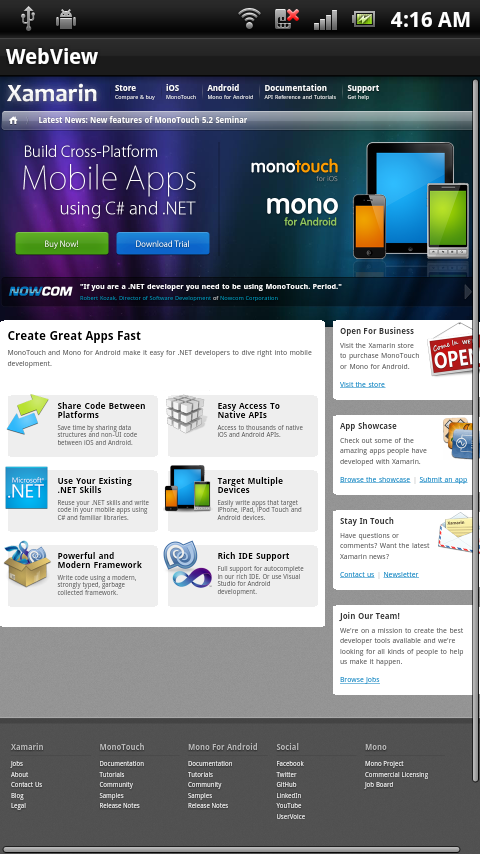 4:16 AM
WebView
Xamarin
Store
Compare & buy
iOS
MonoTouch
Android
Mono for Android
Documentation
API Reference and Tutorials
Support
Get help
Latest News: New features of MonoTouch 5.2 Seminar
Build Cross-Platform
Mobile Apps
using C# and .NET
monotouch
for iOS
mono
for Android
Buy Now!
Download Trial
NOWCOM
"If you are a .NET developer you need to be using MonoTouch. Period."
Robert Kozak, Director of Software Development of Nowcom Corporation
Create Great Apps Fast
MonoTouch and Mono for Android make it easy for .NET developers to dive right into mobile
development.
Share Code Between
Platforms
Save time by sharing data
structures and non-UI code
between iOS and Android.
Easy Access To
Native APIs
Access to thousands of native
iOS and Android APIs.
Microsoft
.NET
Use Your Existing
.NET Skills
Reuse your .NET skills and write
code in your mobile apps using
C# and familiar libraries.
Target Multiple
Devices
Easily write apps that target
iPhone, iPad, iPod Touch and
Android devices.
Powerful and
Modern Framework
Write code using a modern,
strongly typed, garbage
collected framework.
Rich IDE Support
Full support for autocomplete
in our rich IDE. Or use Visual
Studio for Android
development.
Open For Business
Visit the Xamarin store
to purchase MonoTouch
or Mono for Android.
Visit the store
Come In WE'
OPEN
App Showcase
Check out some of the
amazing apps people have
developed with Xamarin.
Browse the showcase | Submit an app
Stay In Touch
Have questions or
comments? Want the latest
Xamarin news?
Contact us | Newsletter
Xamarin
Join Our Team!
We're on a mission to create the best
developer tools available and we're
looking for all kinds of people to help
us make it happen.
Browse Jobs
Xamarin
Jobs
About
Contact Us
Blog
Legal
MonoTouch
Documentation
Tutorials
Community
Samples
Release Notes
Mono For Android
Documentation
Tutorials
Community
Samples
Release Notes
Social
Facebook
Twitter
GitHub
LinkedIn
YouTube
UserVoice
Mono
Mono Project
Commercial Licensing
Job Board